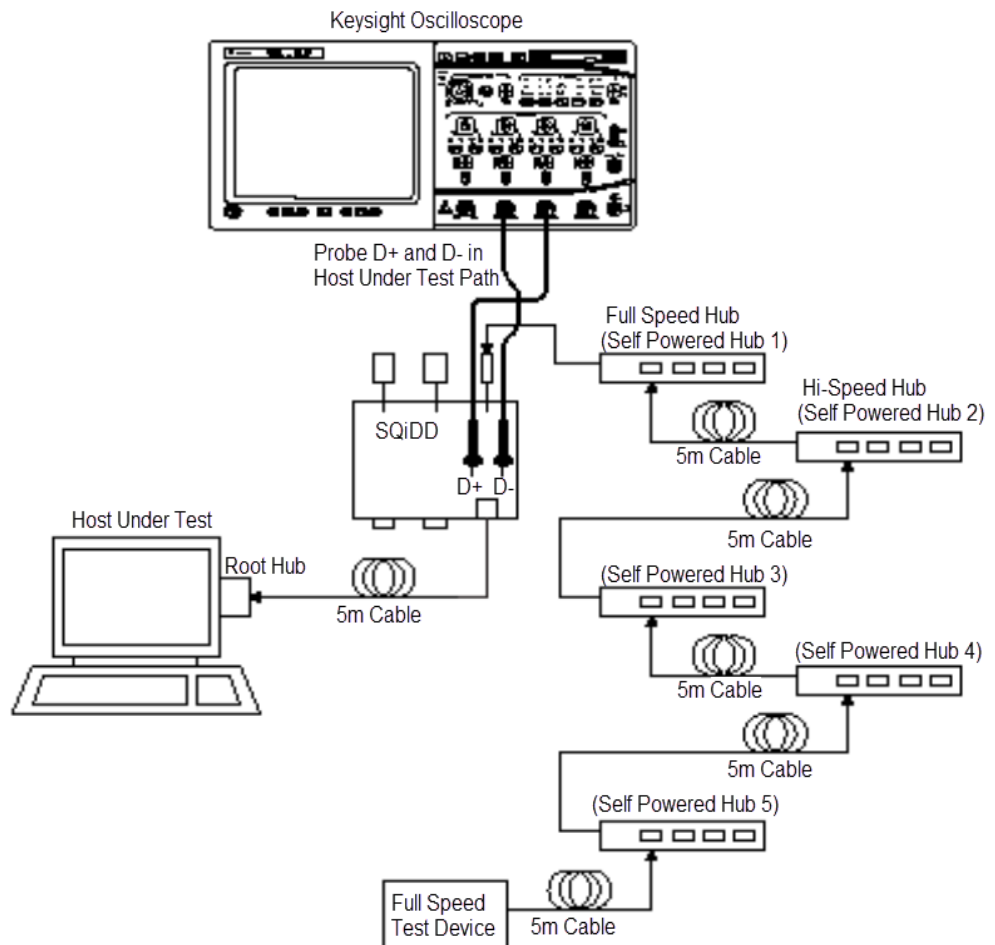 Keysight Oscilloscope
Probe D+ and D- in
Host Under Test Path
Full Speed Hub
(Self Powered Hub 1)
Hi-Speed Hub
(Self Powered Hub 2)
SQiDD
5m Cable
D+ D-
5m Cable
Host Under Test
Root Hub
(Self Powered Hub 3)
5m Cable
(Self Powered Hub 4)
5m Cable
5m Cable
(Self Powered Hub 5)
Full Speed
Test Device
5m Cable